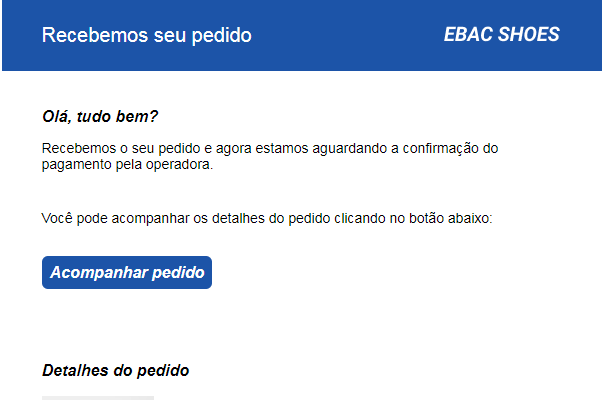 Recebemos seu pedido
EBAC SHOES
Olá, tudo bem?
Recebemos o seu pedido e agora estamos aguardando a confirmação do
pagamento pela operadora.
Você pode acompanhar os detalhes do pedido clicando no botão abaixo:
Acompanhar pedido
Detalhes do pedido